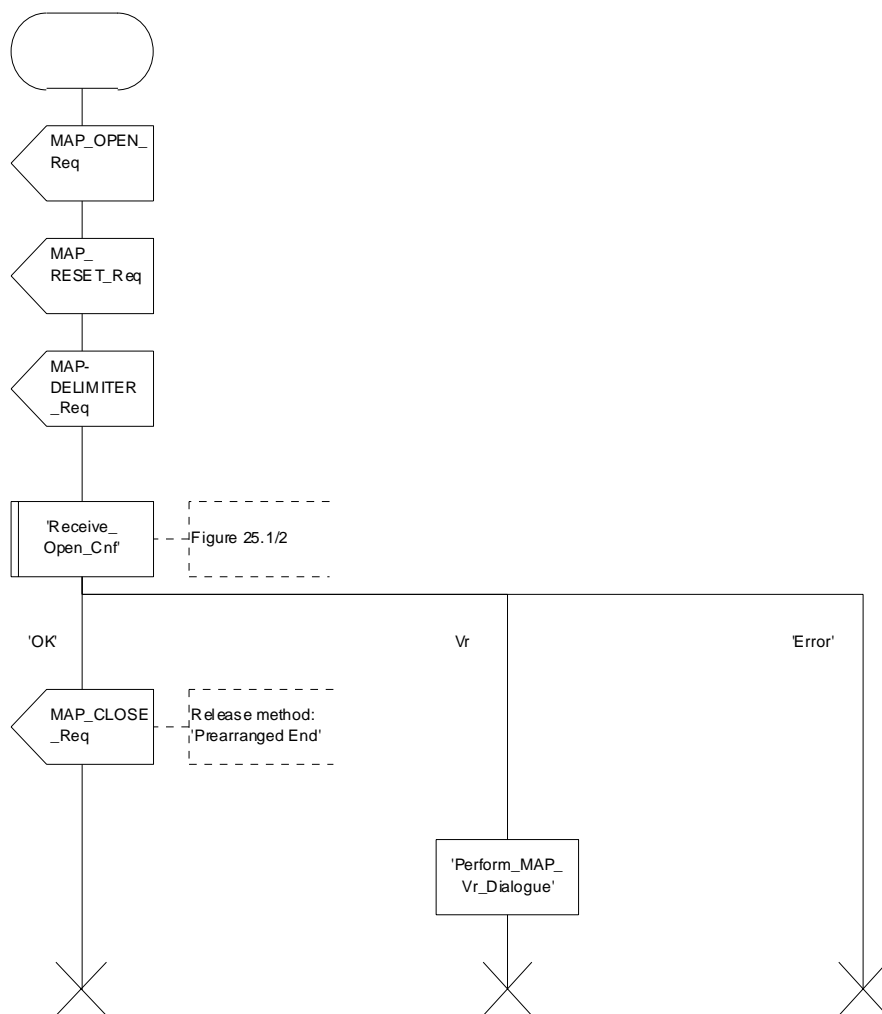 MAP_OPEN_
Req
MAP_
RESET_Req
MAP-
DELIMITER
_Req
'Receive_
Open_Cnf'
Figure 25.1/2
'OK'
Vr
'Error'
MAP_CLOSE
_Req
Release method:
'Prearranged End'
'Perform_MAP_
Vr_Dialogue'